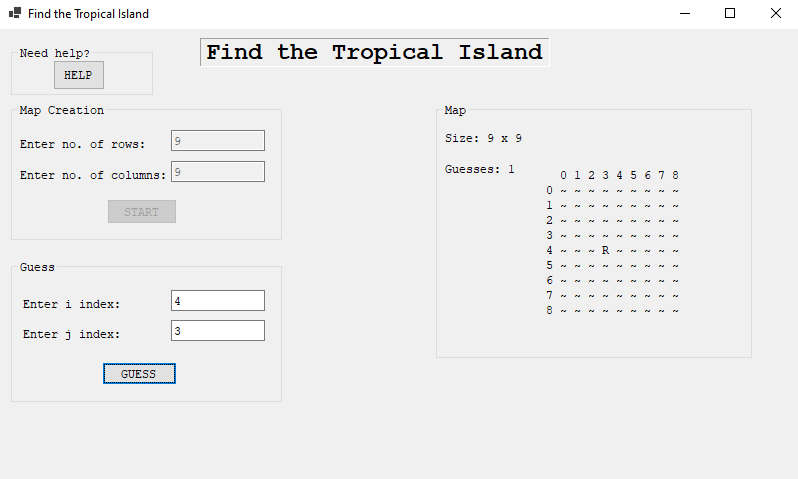 Find the Tropical Island
Find the Tropical Island
Need help?
HELP
Map Creation
Enter no. of rows: 9
Enter no. of columns: 9
START
Guess
Enter i index: 4
Enter j index: 3
GUESS
Map
Size: 9 x 9
Guesses: 1
0 1 2 3 4 5 6 7 8
0 ~ ~ ~ ~ ~ ~ ~ ~ ~
1 ~ ~ ~ ~ ~ ~ ~ ~ ~
2 ~ ~ ~ ~ ~ ~ ~ ~ ~
3 ~ ~ ~ ~ ~ ~ ~ ~ ~
4 ~ ~ ~ R ~ ~ ~ ~ ~
5 ~ ~ ~ ~ ~ ~ ~ ~ ~
6 ~ ~ ~ ~ ~ ~ ~ ~ ~
7 ~ ~ ~ ~ ~ ~ ~ ~ ~
8 ~ ~ ~ ~ ~ ~ ~ ~ ~